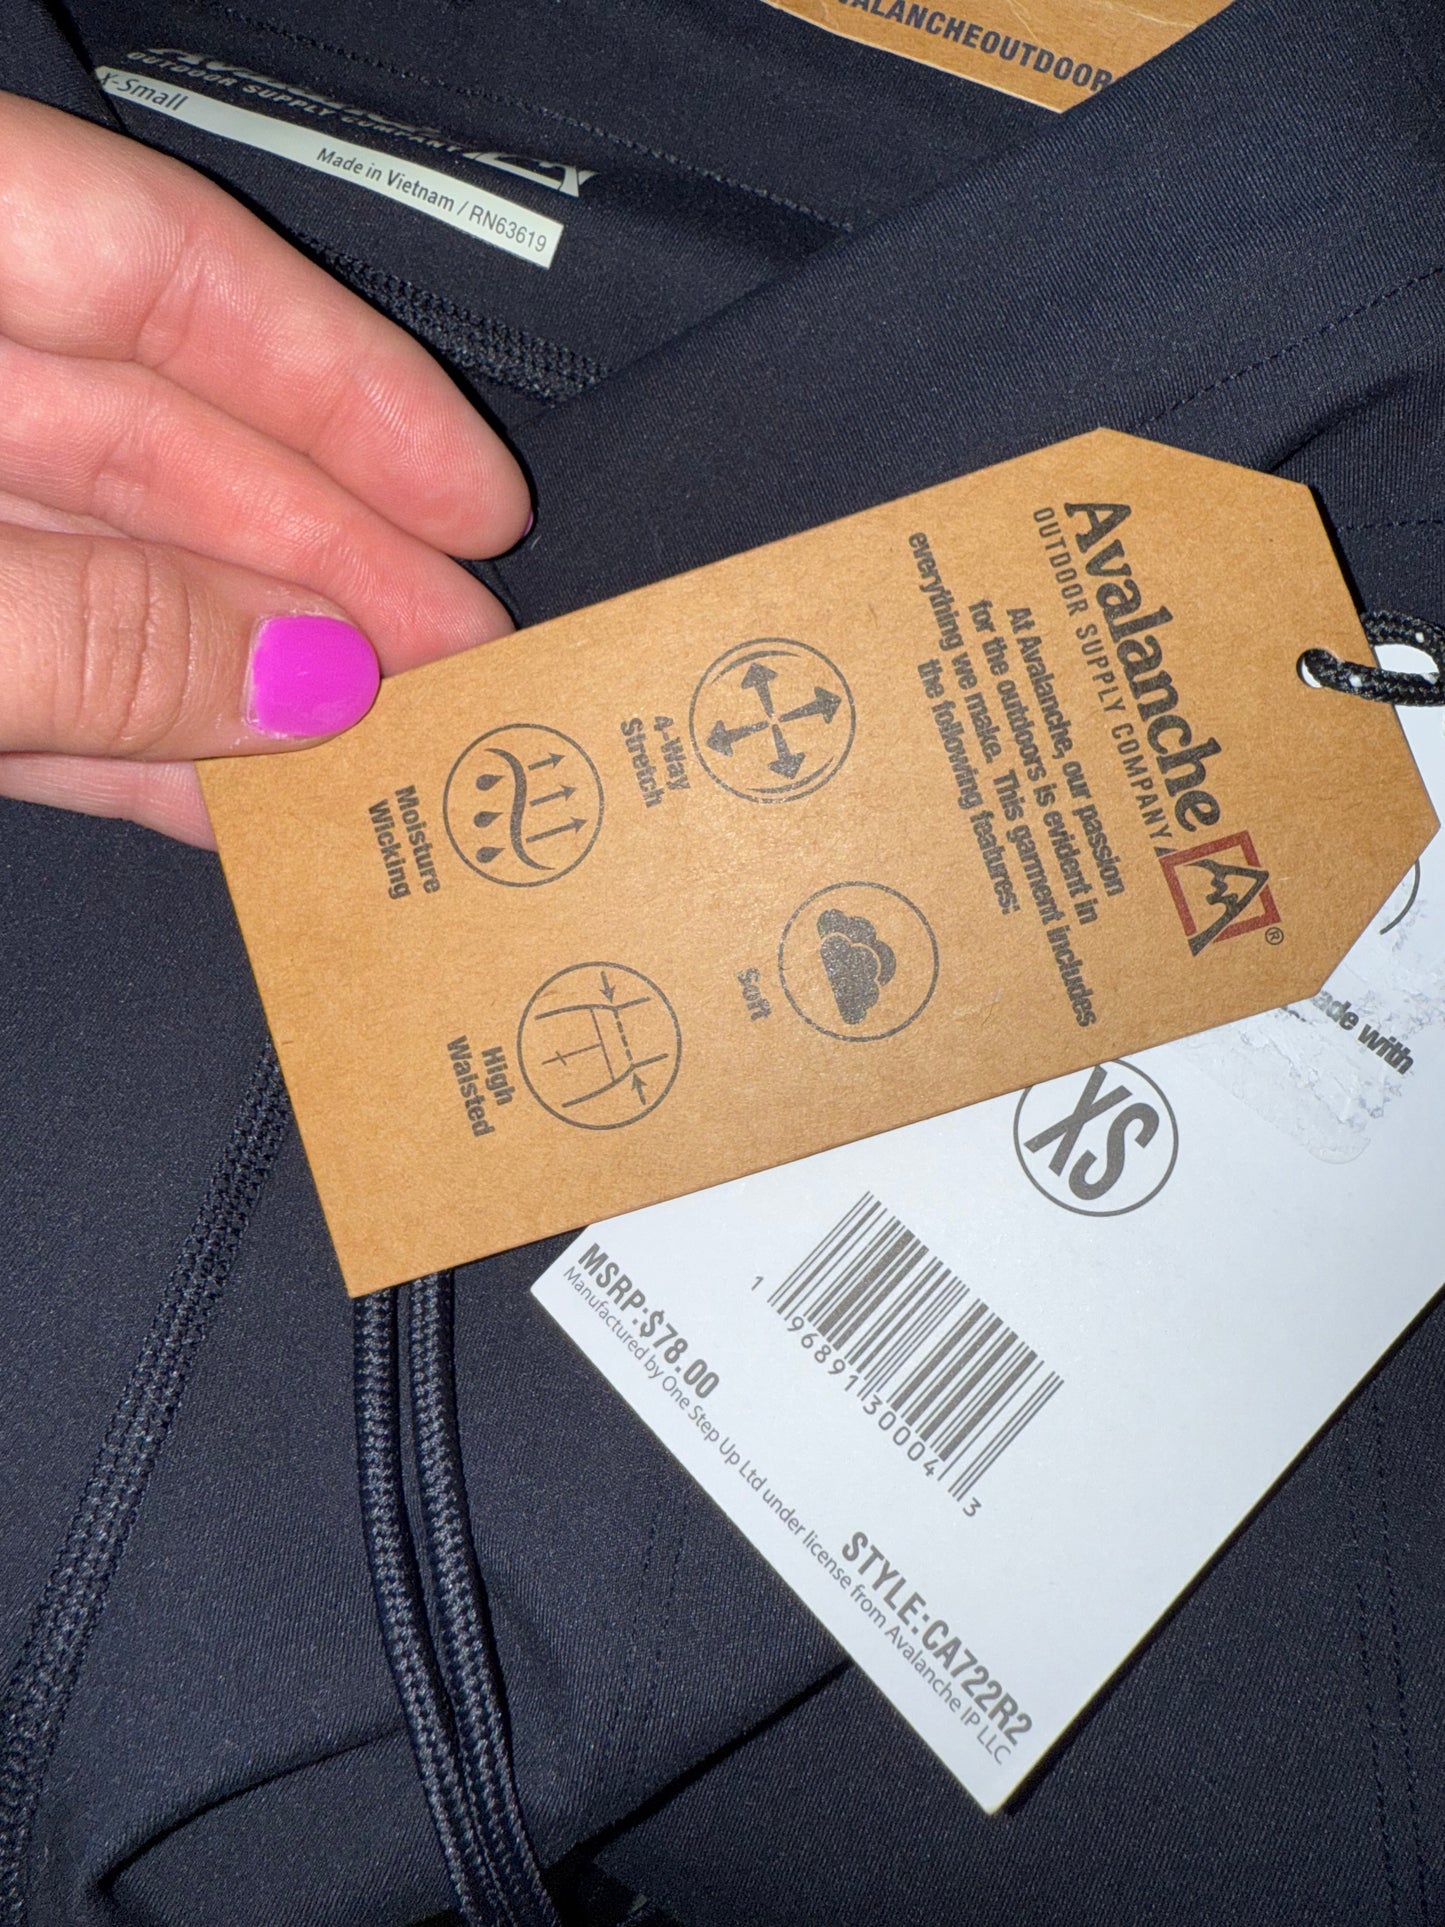 AVALANCHEOUTDOOR
OUTDOOR SUPPLY COMPANY
X-Small
Made in Vietnam / RN63619
Avalanche ®
OUTDOOR SUPPLY COMPANY
At Avalanche, our passion
for the outdoors is evident in
everything we make. This garment includes
the following features:
4-Way
Stretch
Soft
Moisture
Wicking
High
Waisted
with
XS
1 96891 30004 3
MSRP:$78.00
STYLE:CA722R2
Manufactured by One Step Up Ltd under license from Avalanche IP LLC